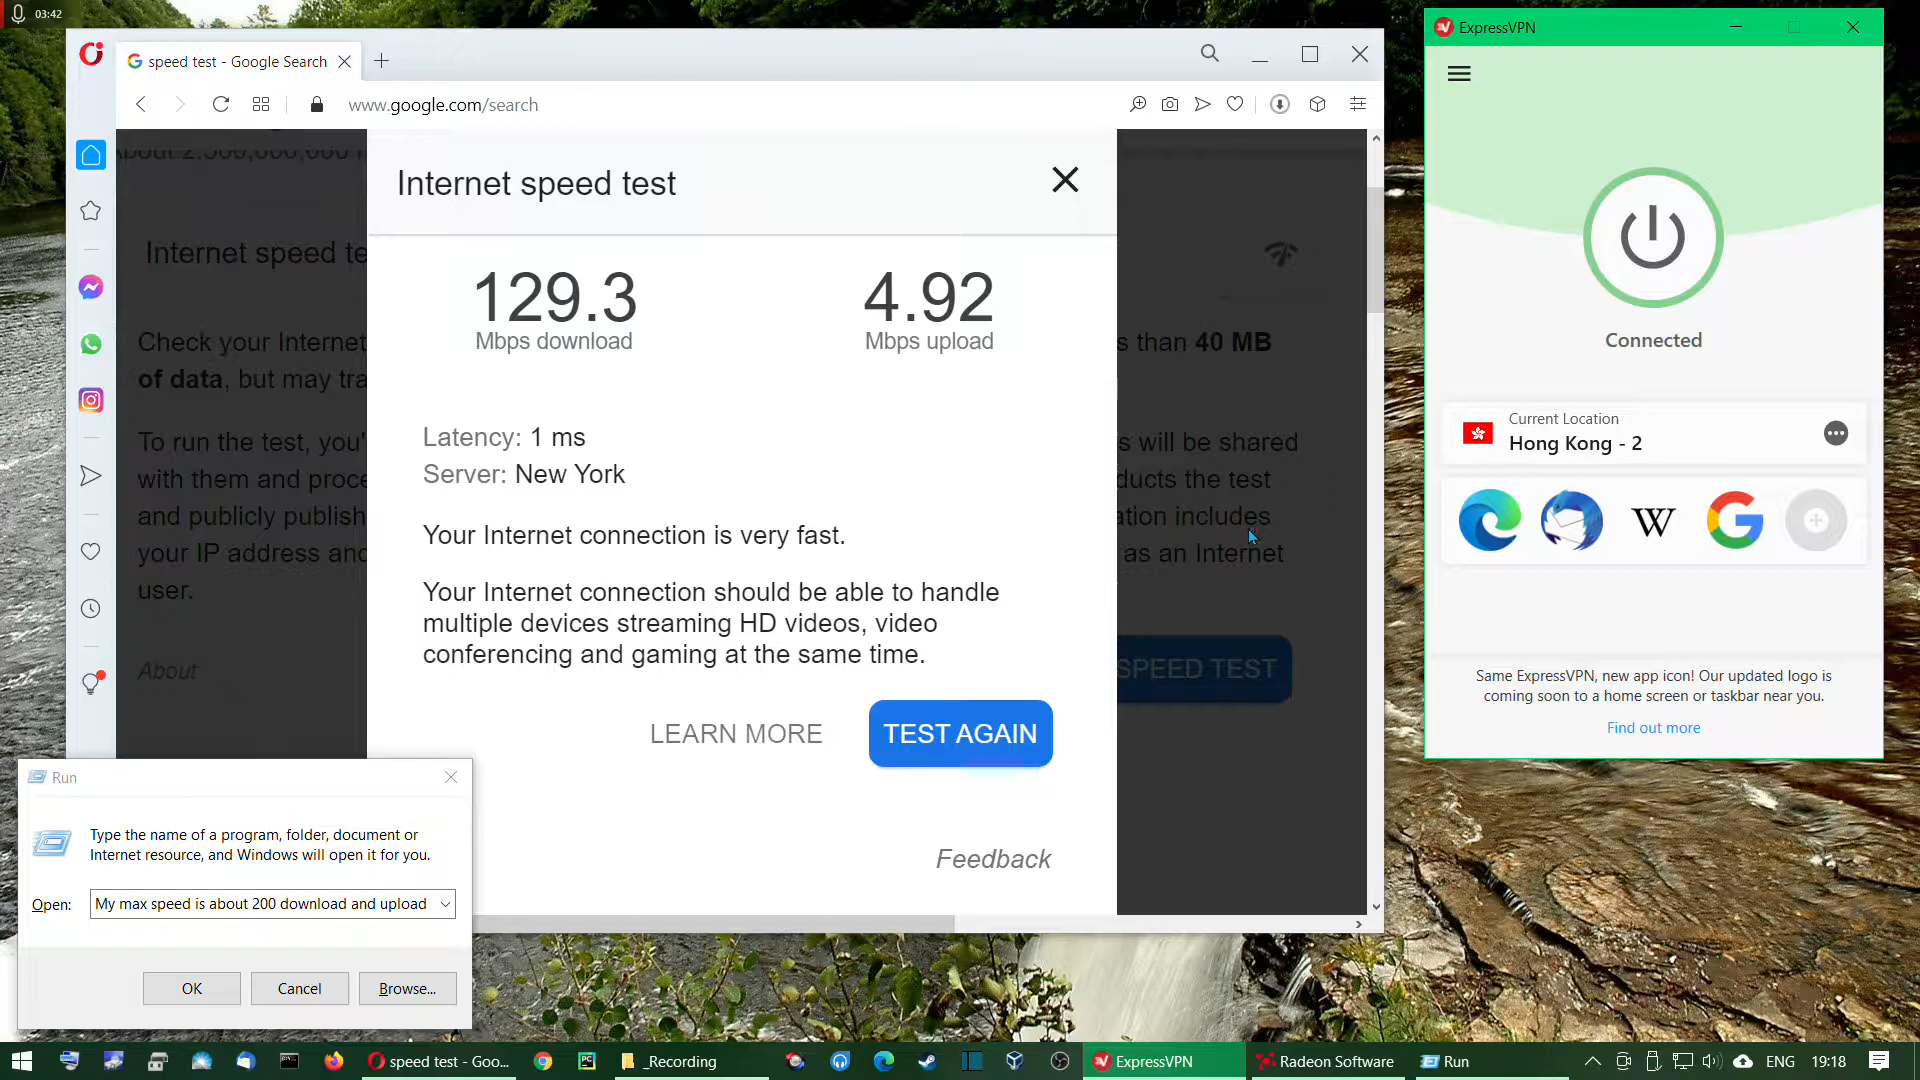 03:42
speed test - Google Search
www.google.com/search
Internet speed test
129.3
Mbps download
4.92
Mbps upload
Latency: 1 ms
Server: New York
Your Internet connection is very fast.
Your Internet connection should be able to handle
multiple devices streaming HD videos, video
conferencing and gaming at the same time.
LEARN MORE
TEST AGAIN
Feedback
About 2,500,000,000
Internet speed te
Check your Internet
of data, but may tra
To run the test, you'
with them and proce
and publicly publish
your IP address and
user.
About
s than 40 MB
s will be shared
ducts the test
ation includes
as an Internet
SPEED TEST
ExpressVPN
Connected
Current Location
Hong Kong - 2
W
Same ExpressVPN, new app icon! Our updated logo is
coming soon to a home screen or taskbar near you.
Find out more
Run
Type the name of a program, folder, document or
Internet resource, and Windows will open it for you.
Open:
My max speed is about 200 download and upload
OK
Cancel
Browse...
speed test - Goo...
PC
_Recording
ExpressVPN
Radeon Software
Run
ENG
19:18